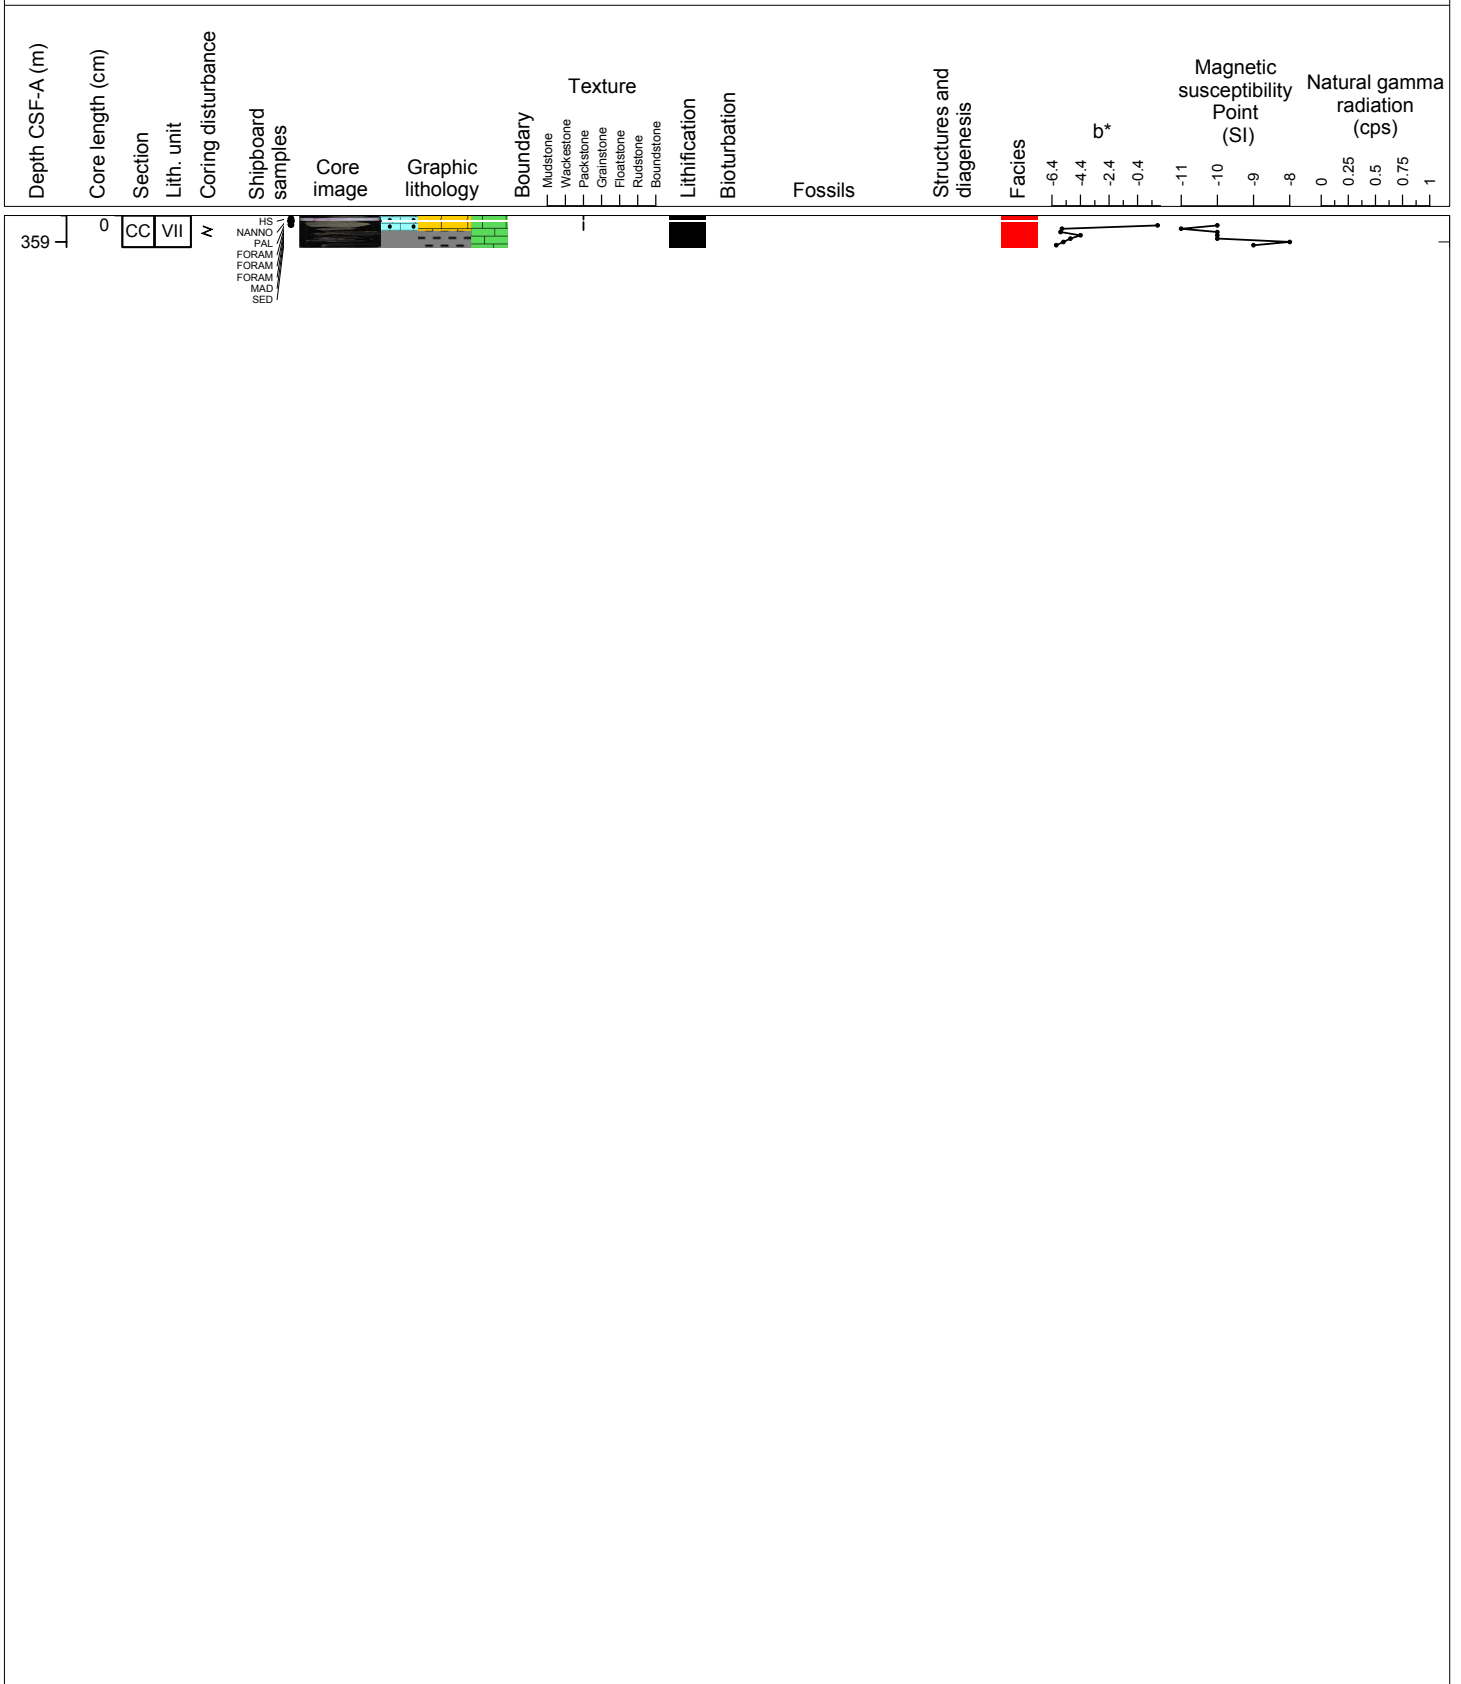 Depth CSF-A (m)
Core length (cm)
Section
Lith. unit
Coring disturbance
Shipboard
samples
Core
image
Graphic
lithology
Boundary
Texture
Mudstone
Wackestone
Packstone
Grainstone
Floatstone
Rudstone
Boundstone
Lithification
Bioturbation
Fossils
Structures and
diagenesis
Facies
b*
-6.4
-4.4
-2.4
-0.4
Magnetic
susceptibility
Point
(SI)
-11
-10
-9
-8
Natural gamma
radiation
(cps)
0
0.25
0.5
0.75
1
359
0
CC
VII
HS
NANNO
PAL
FORAM
FORAM
FORAM
MAD
SED